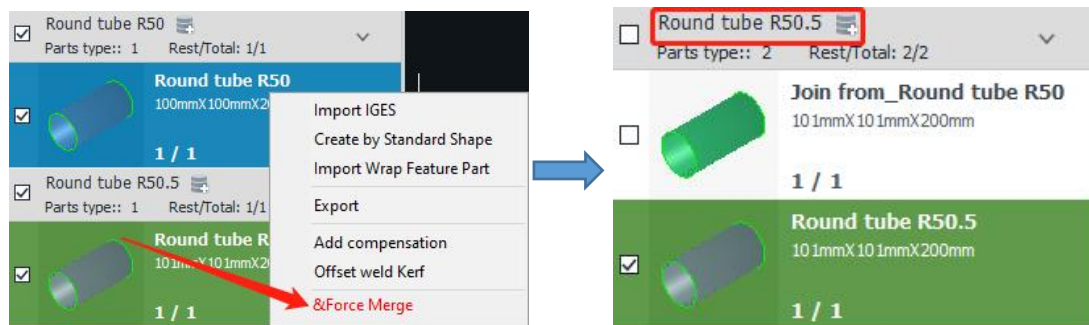 Round tube R50
Parts type:: 1 Rest/Total: 1/1
Round tube R50
100mmX100mmX2
1 / 1
Round tube R50.5
Parts type:: 1 Rest/Total: 1/1
Round tube R
101mmX101mmX2
1 / 1
Import IGES
Create by Standard Shape
Import Wrap Feature Part
Export
Add compensation
Offset weld Kerf
&Force Merge
Round tube R50.5
Parts type:: 2 Rest/Total: 2/2
Join from_Round tube R50
101mmX101mmX200mm
1 / 1
Round tube R50.5
101mmX101mmX200mm
1 / 1